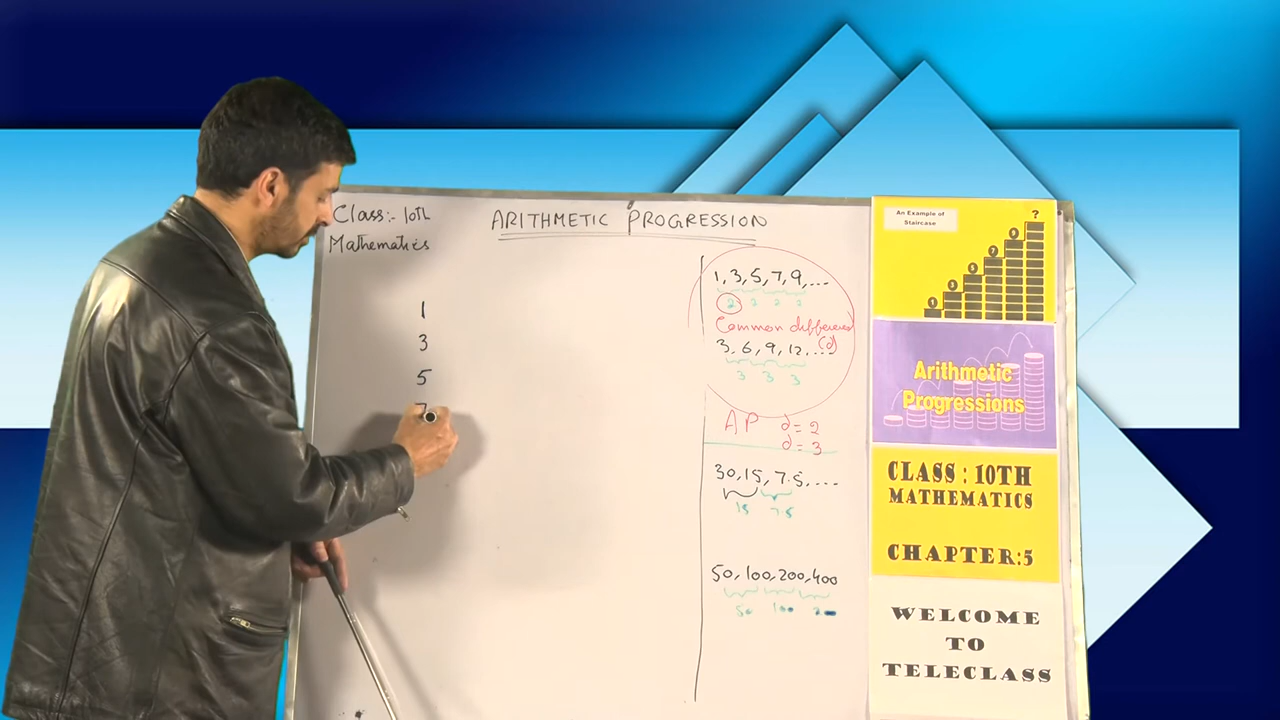 Class:- 10th
Mathematics
ARITHMETIC PROGRESSION
1
3
5
7
1, 3, 5, 7, 9, ...
2 2 2 2
Common difference
(d)
3, 6, 9, 12, ...
3 3 3
AP d = 2
d = 3
30, 15, 7.5, ....
15 7.5
50, 100, 200, 400
50 100
An Example of
Staircase
?
9
7
5
3
1
Arithmetic
Progressions
CLASS : 10TH
MATHEMATICS
CHAPTER:5
WELCOME
TO
TELECLASS